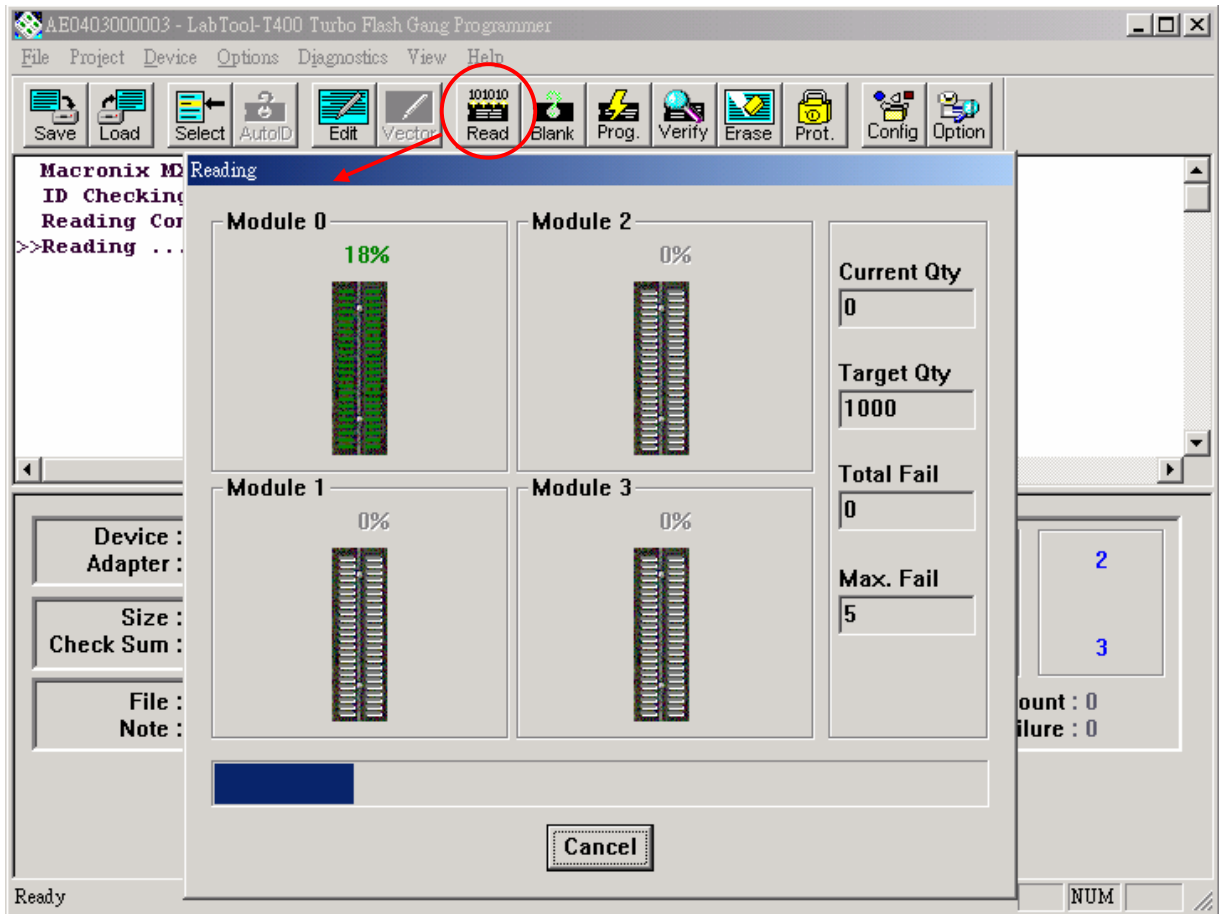 AE0403000003 - LabTool-T400 Turbo Flash Gang Programmer
File Project Device Options Diagnostics View Help
101010
Save Load Select AutoID Edit Vector Read Blank Prog. Verify Erase Prot. Config Option
Macronix
ID Checking
Reading
>>Reading ...
Reading
Module 0
18%
Module 2
0%
Module 1
0%
Module 3
0%
Current Qty
0
Target Qty
1000
Total Fail
0
Max. Fail
5
Cancel
Device :
Adapter :
Size :
Check Sum :
File :
Note :
2
3
ount : 0
ilure : 0
Ready
NUM